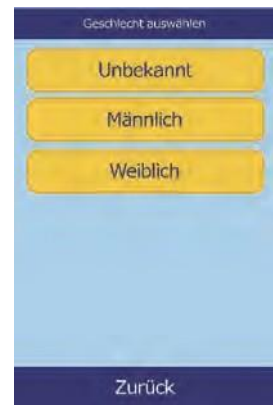 Geschlecht auswählen
Unbekannt
Männlich
Weiblich
Zurück